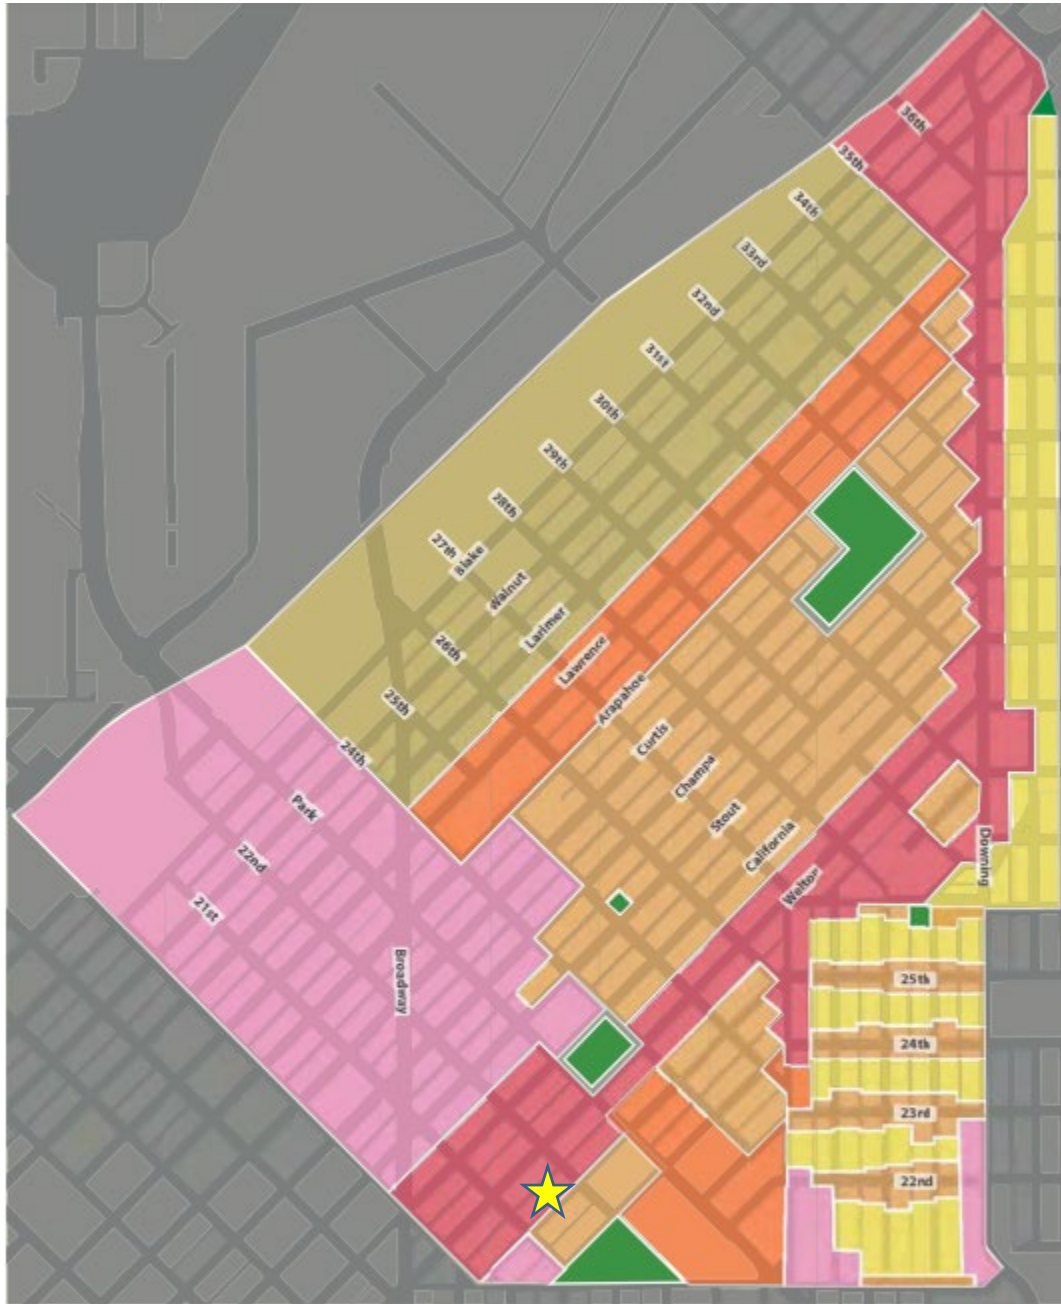 36th
35th
34th
33rd
32nd
31st
30th
29th
28th
27th
Blake
Walnut
Larimer
26th
Lawrence
25th
Arapahoe
24th
Curtis
Champa
Park
Stout
California
22nd
Welton
Downing
21st
Broadway
25th
24th
23rd
22nd